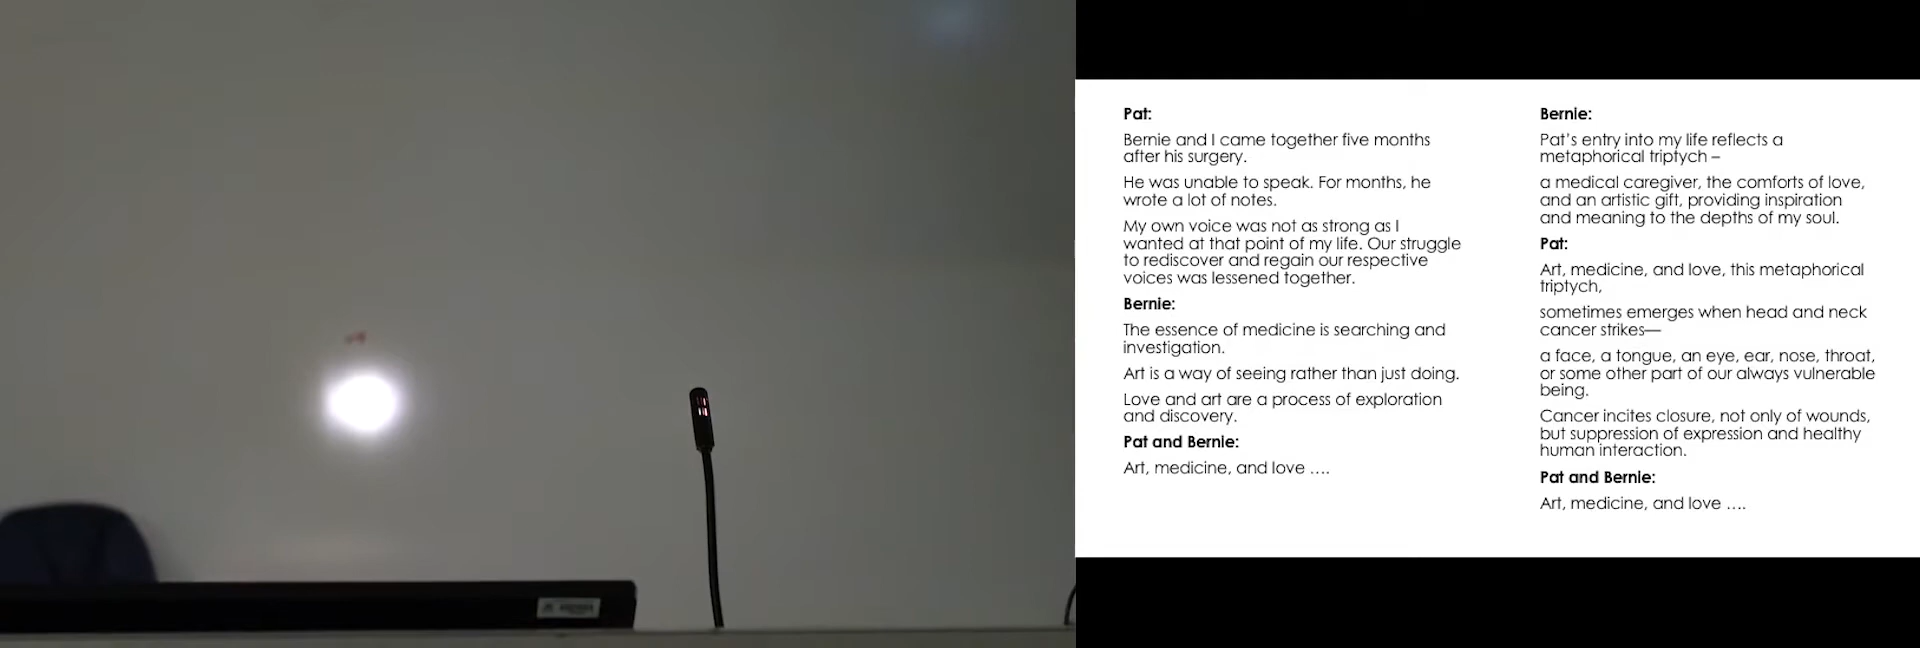 Pat:
Bernie and I came together five months
after his surgery.
He was unable to speak. For months, he
wrote a lot of notes.
My own voice was not as strong as I
wanted at that point of my life. Our struggle
to rediscover and regain our respective
voices was lessened together.
Bernie:
The essence of medicine is searching and
investigation.
Art is a way of seeing rather than just doing.
Love and art are a process of exploration
and discovery.
Pat and Bernie:
Art, medicine, and love ....
Bernie:
Pat's entry into my life reflects a
metaphorical triptych –
a medical caregiver, the comforts of love,
and an artistic gift, providing inspiration
and meaning to the depths of my soul.
Pat:
Art, medicine, and love, this metaphorical
triptych,
sometimes emerges when head and neck
cancer strikes—
a face, a tongue, an eye, ear, nose, throat,
or some other part of our always vulnerable
being.
Cancer incites closure, not only of wounds,
but suppression of expression and healthy
human interaction.
Pat and Bernie:
Art, medicine, and love ....